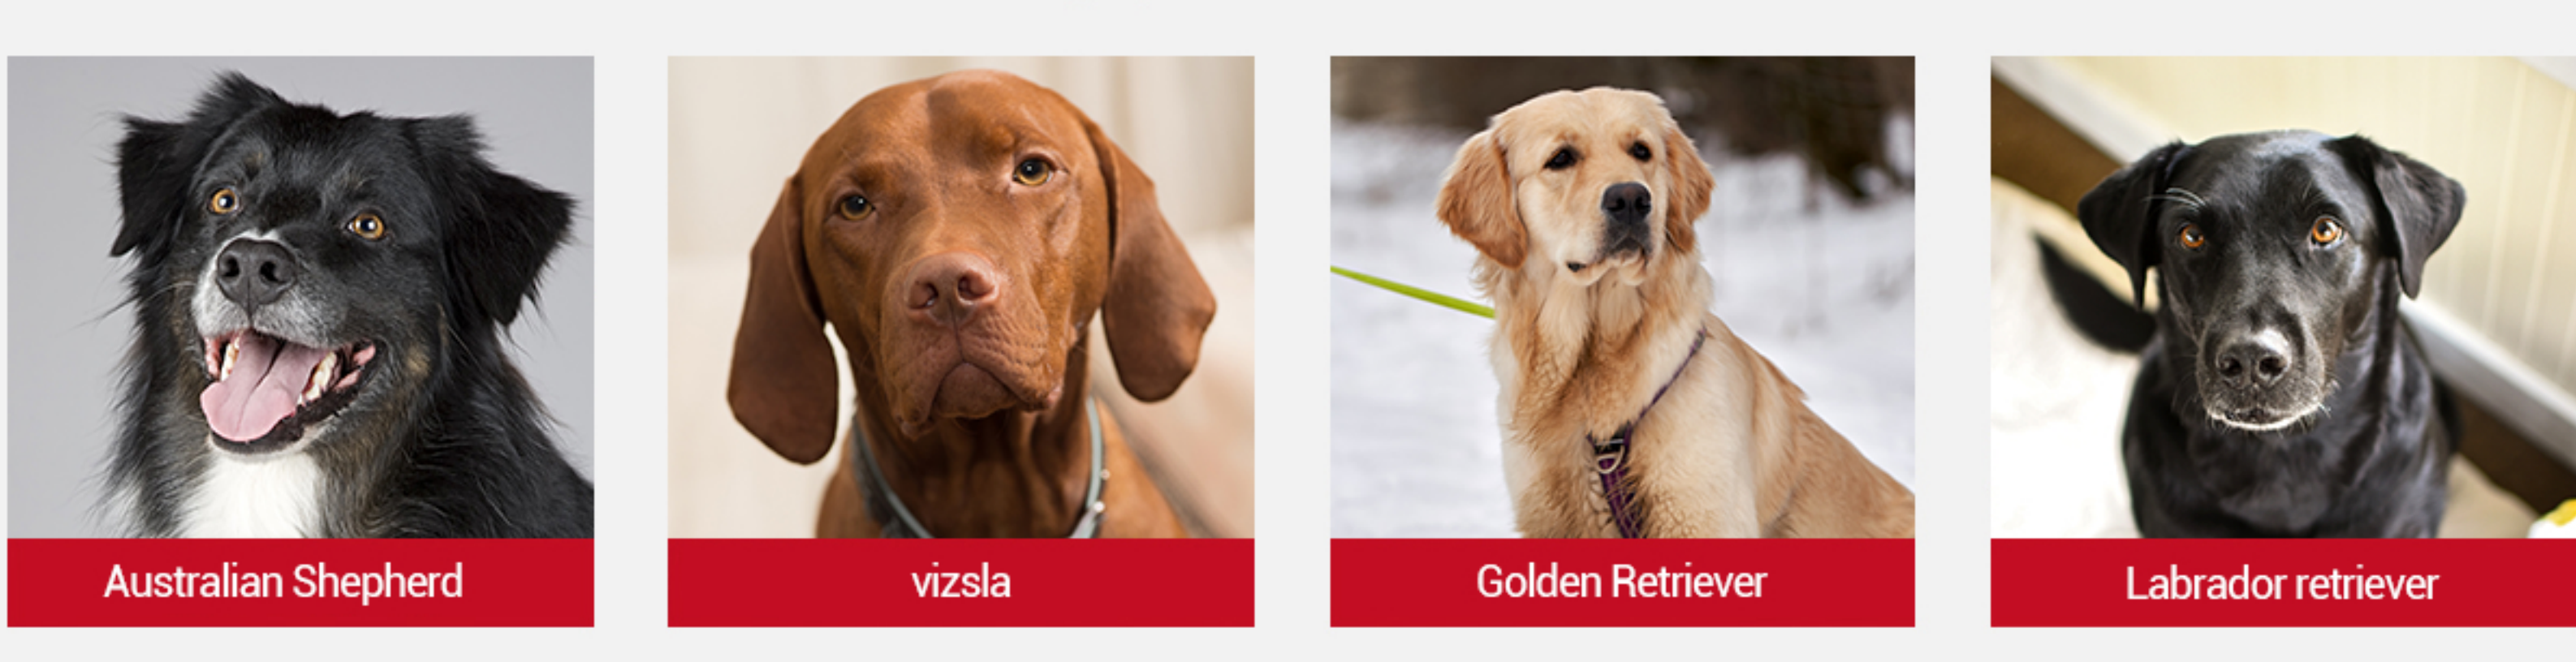 Australian Shepherd
vizsla
Golden Retriever
Labrador retriever